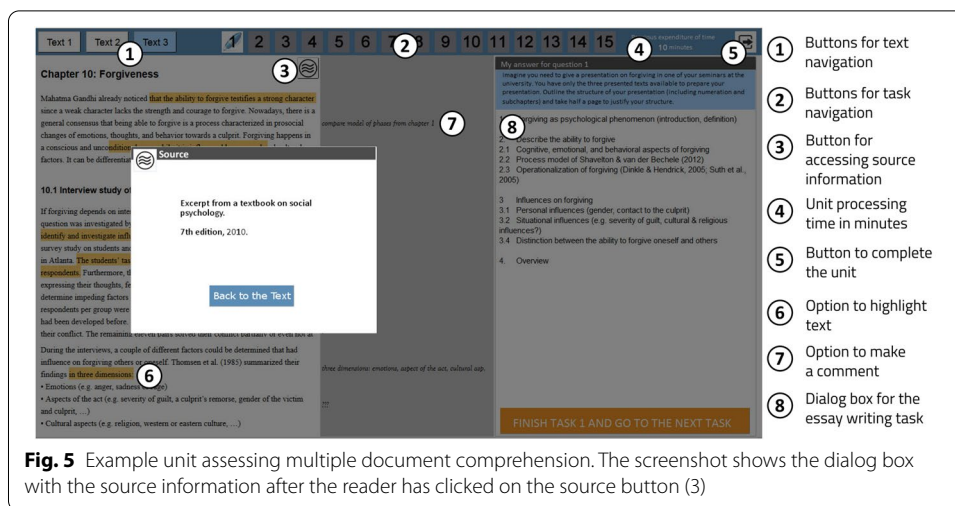 Text 1 Text 2 Text 3 1 2 3 4 5 6 7 8 9 10 11 12 13 14 15 expenditure of time
10 minutes
1
2
4
5
Chapter 10: Forgiveness
3
Mahatma Gandhi already noticed that the ability to forgive testifies a strong character
since a weak character lacks the strength and courage to forgive. Nowadays, there is a
general consensus that being able to forgive is a process characterized in prosocial
changes of emotions, thoughts, and behavior towards a culprit. Forgiving happens in
a conscious and
factors. It can be
10.1 Interview study of
If forgiving depends on
question was investigated by
identify and investigate
survey study on students and
in Atlanta. The students'
respondents. Furthermore,
expressing their thoughts,
determine impeding factors
respondents per group were
had been developed before.
their conflict. The remaining eleven
During the interviews, a couple of different factors could be determined that had
influence on forgiving others or oneself. Thomsen et al. (1985) summarized their
findings in three dimensions:
• Emotions (e.g. anger, sadness
6
• Aspects of the act (e.g. severity of guilt, a culprit's remorse, gender of the victim
and culprit, …)
• Cultural aspects (e.g. religion, western or eastern culture, …)
Source
Excerpt from a textbook on social
psychology.
7th edition, 2010.
Back to the Text
compare model of phases from chapter 1
7
three dimensions: emotions, aspect of the act, cultural asp.
!!!
My answer for question 1
Imagine you need to give a presentation on forgiving in one of your seminars at the
university. You have only the three presented texts available to prepare your
presentation. Outline the structure of your presentation (including numeration and
subchapters) and take half a page to justify your structure.
8
Forgiving as psychological phenomenon (introduction, definition)
2. Describe the ability to forgive
2.1 Cognitive, emotional, and behavioral aspects of forgiving
2.2 Process model of Shavelton & van der Bechele (2012)
2.3 Operationalization of forgiving (Dinkle & Hendrick, 2005; Suth et al.,
2005)
3 Influences on forgiving
3.1 Personal influences (gender, contact to the culprit)
3.2 Situational influences (e.g. severity of guilt, cultural & religious
influences?)
3.4 Distinction between the ability to forgive oneself and others
4. Overview
FINISH TASK 1 AND GO TO THE NEXT TASK
1 Buttons for text
navigation
2 Buttons for task
navigation
3 Button for
accessing source
information
4 Unit processing
time in minutes
5 Button to complete
the unit
6 Option to highlight
text
7 Option to make
a comment
8 Dialog box for the
essay writing task
Fig. 5 Example unit assessing multiple document comprehension. The screenshot shows the dialog box
with the source information after the reader has clicked on the source button (3)